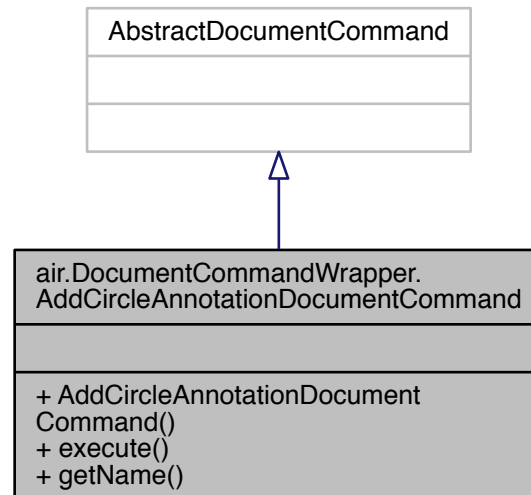 AbstractDocumentCommand
air.DocumentCommandWrapper.
AddCircleAnnotationDocumentCommand
+ AddCircleAnnotationDocument
Command()
+ execute()
+ getName()